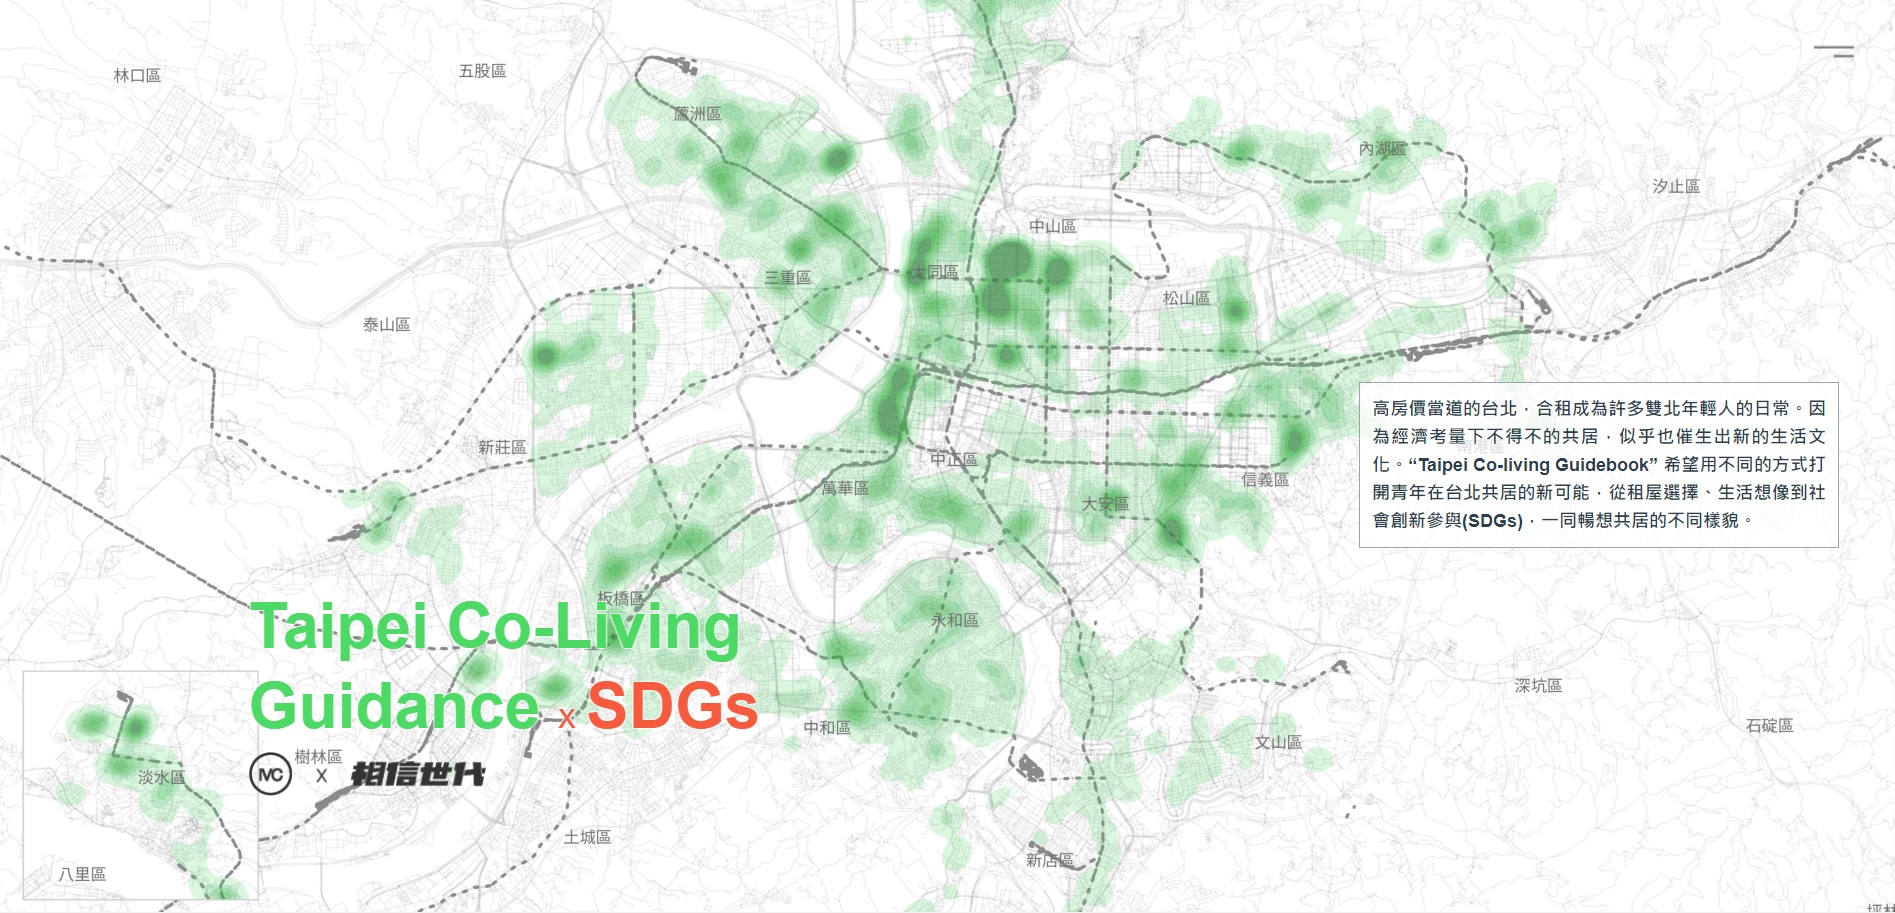 林口區
五股區
蘆洲區
內湖區
汐止區
中山區
大同區
三重區
松山區
泰山區
高房價當道的台北，合租成為許多雙北年輕人的日常。因
為經濟考量下不得不的共居，似乎也催生出新的生活文
化。“Taipei Co-living Guidebook” 希望用不同的方式打
開青年在台北共居的新可能，從租屋選擇、生活想像到社
會創新參與(SDGs)，一同暢想共居的不同樣貌。
南港區
新莊區
中正區
萬華區
信義區
大安區
板橋區
永和區
Taipei Co-Living
Guidance x SDGs
深坑區
石碇區
中和區
文山區
樹林區
MC x 相信世代
淡水區
土城區
新店區
八里區
坪林